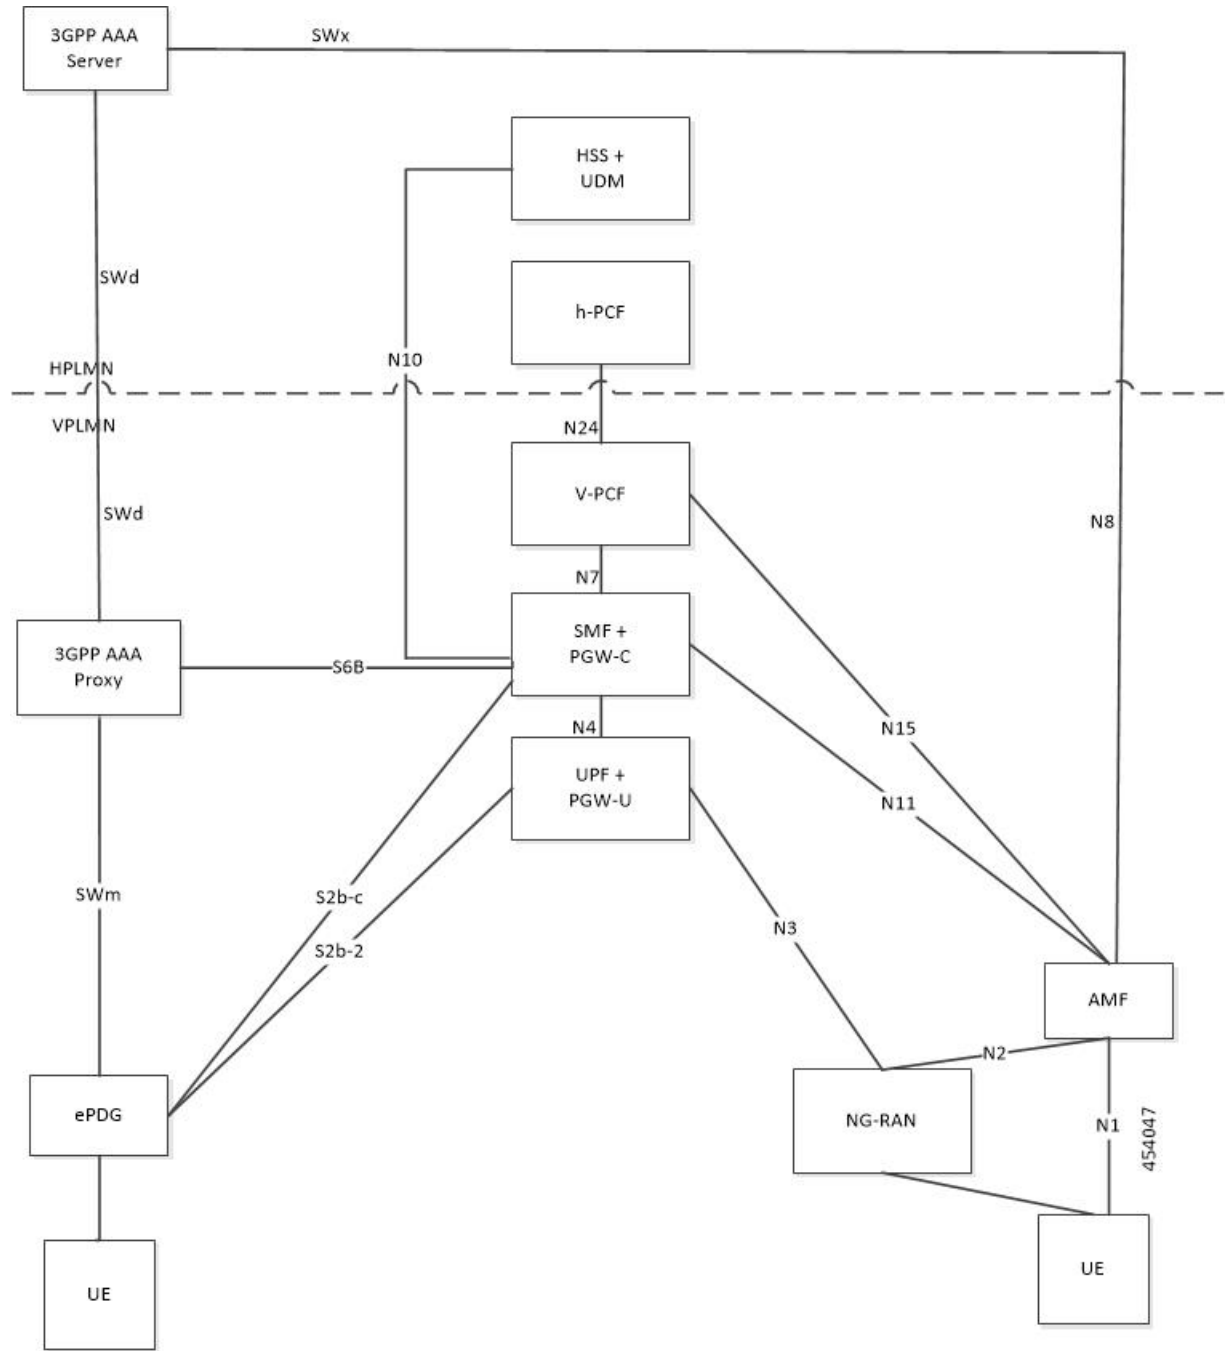 3GPP AAA
Server
SWx
HSS +
UDM
SWd
h-PCF
HPLMN
N10
VPLMN
N24
V-PCF
SWd
N8
N7
SMF +
PGW-C
3GPP AAA
Proxy
S6B
N4
N15
UPF +
PGW-U
N11
SWm
S2b-c
S2b-2
N3
AMF
N2
ePDG
NG-RAN
N1
454047
UE
UE